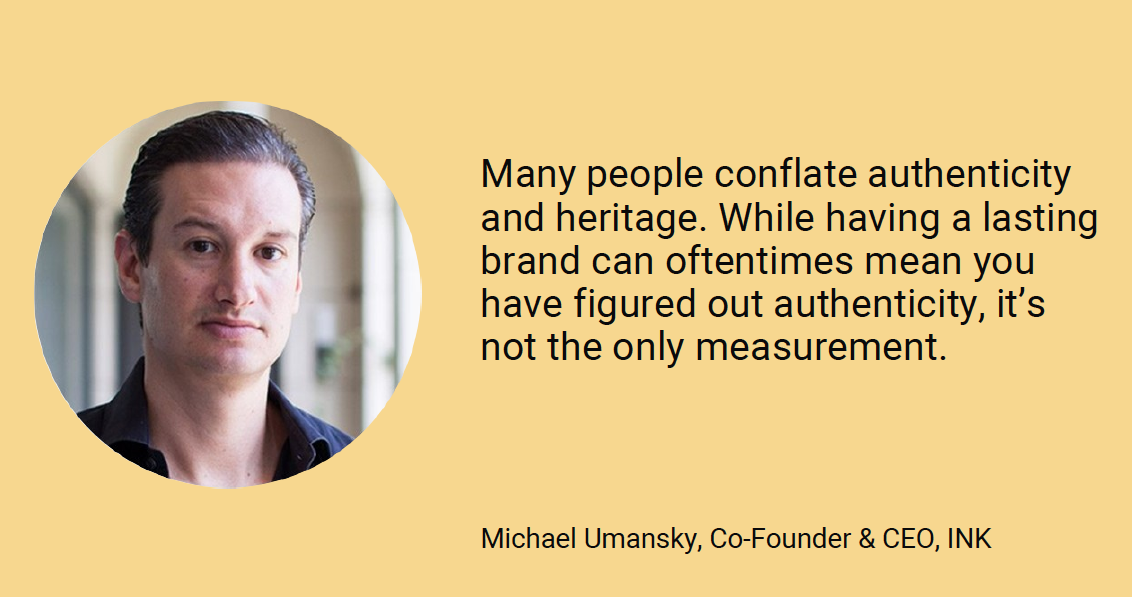 Many people conflate authenticity
and heritage. While having a lasting
brand can oftentimes mean you
have figured out authenticity, it’s
not the only measurement.
Michael Umansky, Co-Founder & CEO, INK